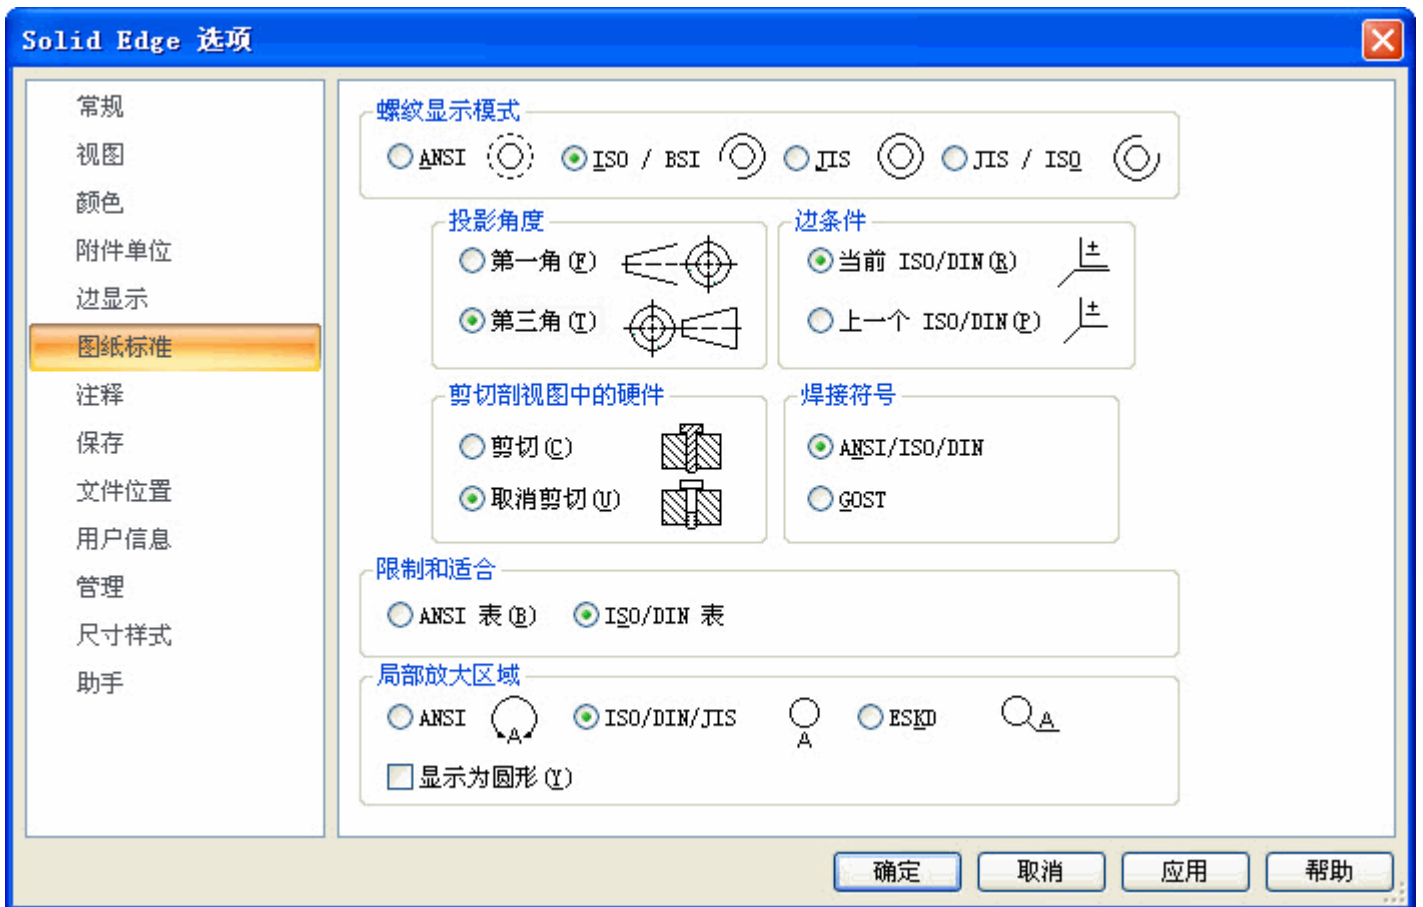 Solid Edge 选项
常规
视图
颜色
附件单位
边显示
图纸标准
注释
保存
文件位置
用户信息
管理
尺寸样式
助手
螺纹显示模式
ANSI ISO / BSI JIS JIS / ISO
投影角度
第一角(F)
第三角(T)
边条件
当前 ISO/DIN(R) ±
上一个 ISO/DIN(P) ±
剪切剖视图中的硬件
剪切(C)
取消剪切(U)
焊接符号
ANSI/ISO/DIN
GOST
限制和适合
ANSI 表(B) ISO/DIN 表
局部放大区域
ANSI A ISO/DIN/JIS A ESKD A
显示为圆形(Y)
确定 取消 应用 帮助